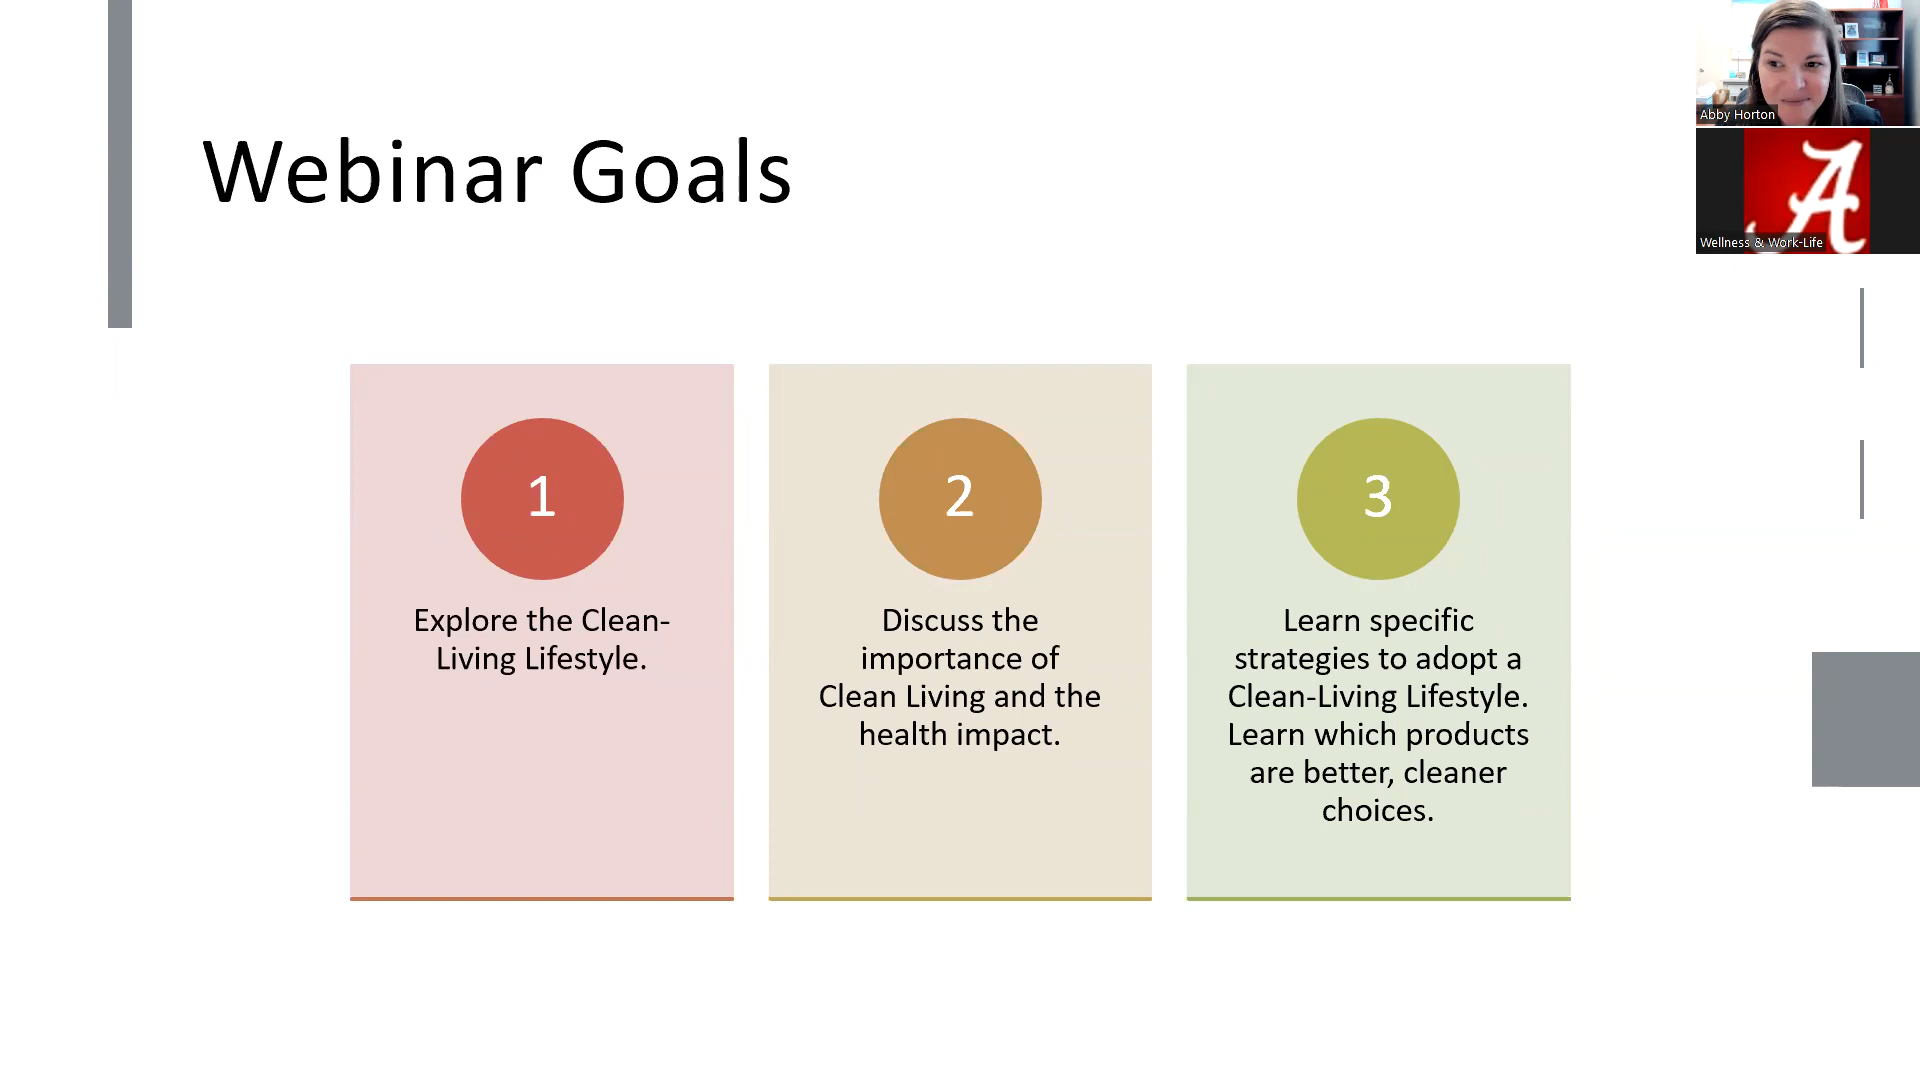 Webinar Goals
Abby Horton
A
Wellness & Work-Life
1
Explore the Clean-
Living Lifestyle.
2
Discuss the
importance of
Clean Living and the
health impact.
3
Learn specific
strategies to adopt a
Clean-Living Lifestyle.
Learn which products
are better, cleaner
choices.